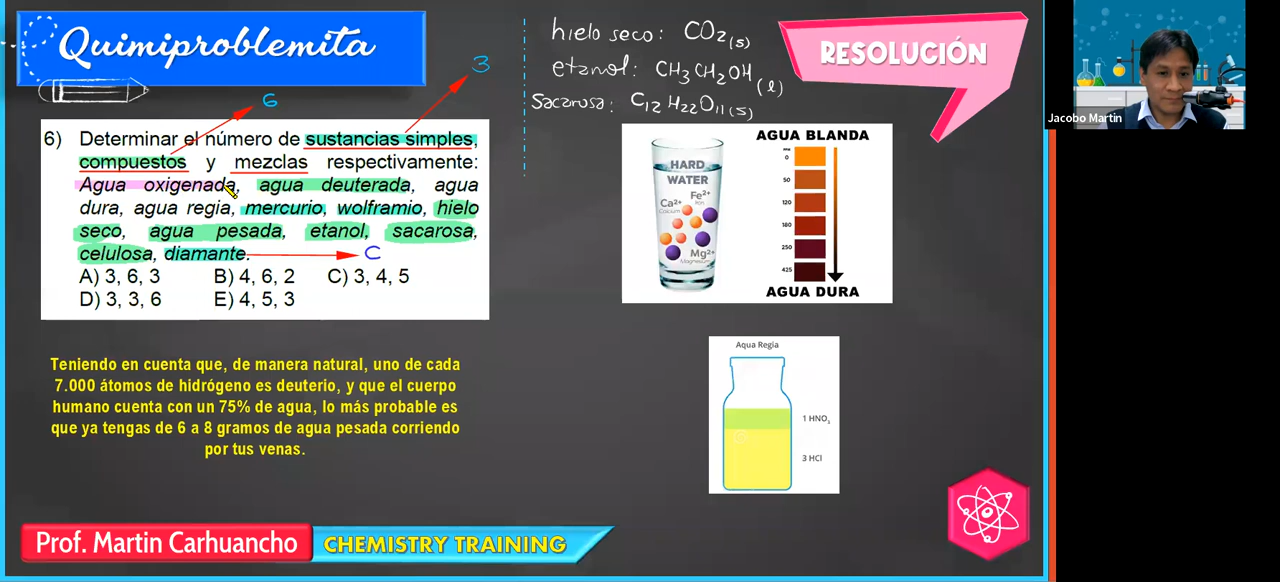 Quimiproblemita
hielo seco: CO2(s)
etanol: CH3CH2OH(l)
Sacarosa: C12H22O11(s)
RESOLUCIÓN
Jacobo Martin
3
6
6) Determinar el número de sustancias simples,
compuestos y mezclas respectivamente:
Agua oxigenada, agua deuterada, agua
dura, agua regia, mercurio, wolframio, hielo
seco, agua pesada, etanol, sacarosa,
celulosa, diamante. C
A) 3, 6, 3 B) 4, 6, 2 C) 3, 4, 5
D) 3, 3, 6 E) 4, 5, 3
AGUA BLANDA
0
50
120
180
250
425
AGUA DURA
HARD
WATER
Fe2+
Iron
Ca2+
Calcium
Mg2+
Magnesium
Teniendo en cuenta que, de manera natural, uno de cada
7.000 átomos de hidrógeno es deuterio, y que el cuerpo
humano cuenta con un 75% de agua, lo más probable es
que ya tengas de 6 a 8 gramos de agua pesada corriendo
por tus venas.
Aqua Regia
1 HNO3
3 HCl
Prof. Martin Carhuancho
CHEMISTRY TRAINING